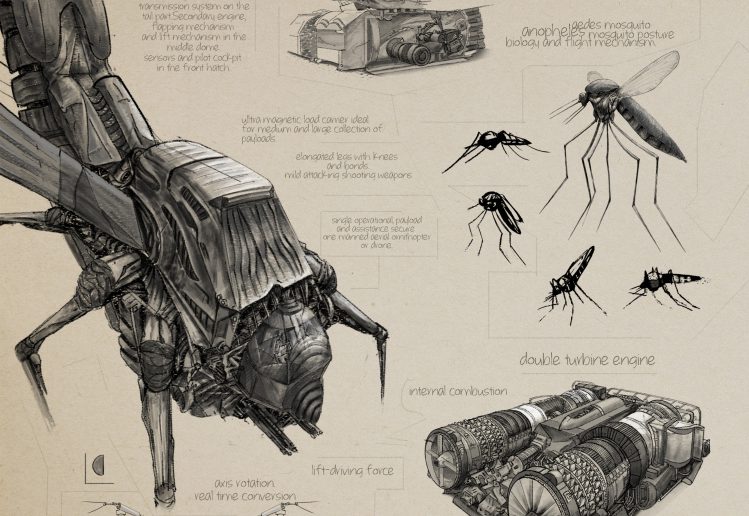 transmission system on the
tail part.Secondary engine,
flapping mechanism
and lift mechanism in the
middle dome.
sensors and pilot cockpit
in the front hatch.
aedes mosquito
anopheles mosquito posture
biology and flight mechanism.
ultra magnetic load carrier ideal
for medium and large collection of
payloads.
elongated legs with knees
and bonds.
mild attacking shooting weapons
single operational, payload
and assistance secure
one manned aerial ornithopter
or drone.
double turbine engine
internal combustion
lift-driving force
axis rotation.
real time conversion